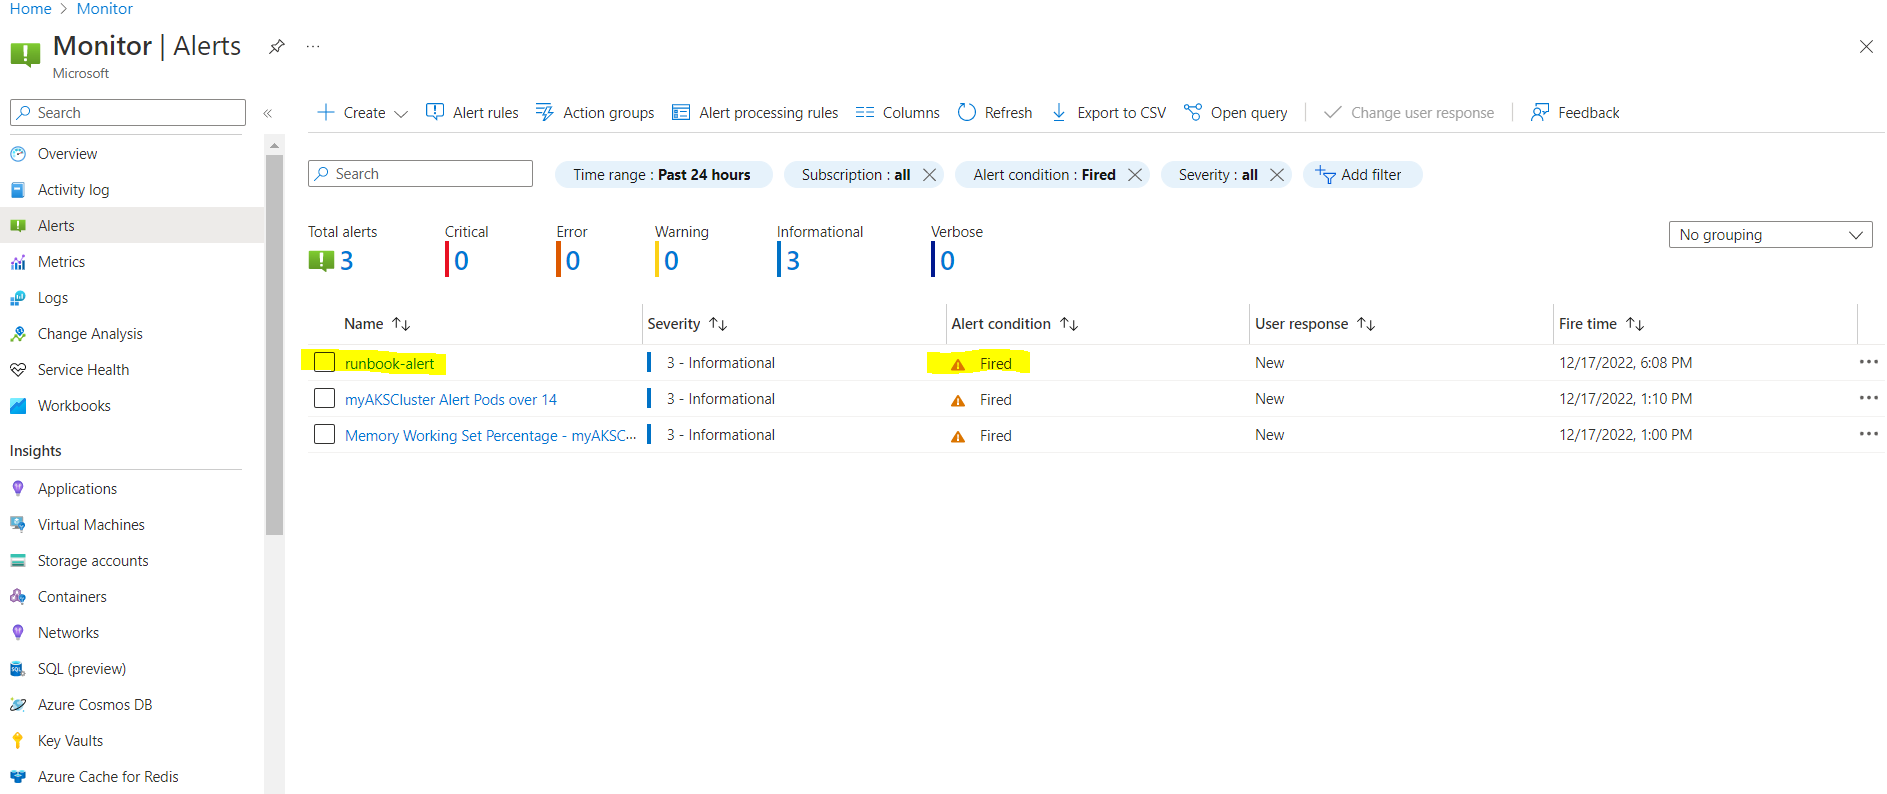 Home > Monitor
Monitor | Alerts
Microsoft
Search
Overview
Activity log
Alerts
Metrics
Logs
Change Analysis
Service Health
Workbooks
Insights
Applications
Virtual Machines
Storage accounts
Containers
Networks
SQL (preview)
Azure Cosmos DB
Key Vaults
Azure Cache for Redis
Create Alert rules Action groups Alert processing rules Columns Refresh Export to CSV Open query Change user response Feedback
Search Time range : Past 24 hours Subscription : all Alert condition : Fired Severity : all Add filter
Total alerts Critical Error Warning Informational Verbose
3 0 0 0 3 0
No grouping
Name Severity Alert condition User response Fire time
runbook-alert 3 - Informational Fired New 12/17/2022, 6:08 PM
myAKSCluster Alert Pods over 14 3 - Informational Fired New 12/17/2022, 1:10 PM
Memory Working Set Percentage - myAKSC... 3 - Informational Fired New 12/17/2022, 1:00 PM